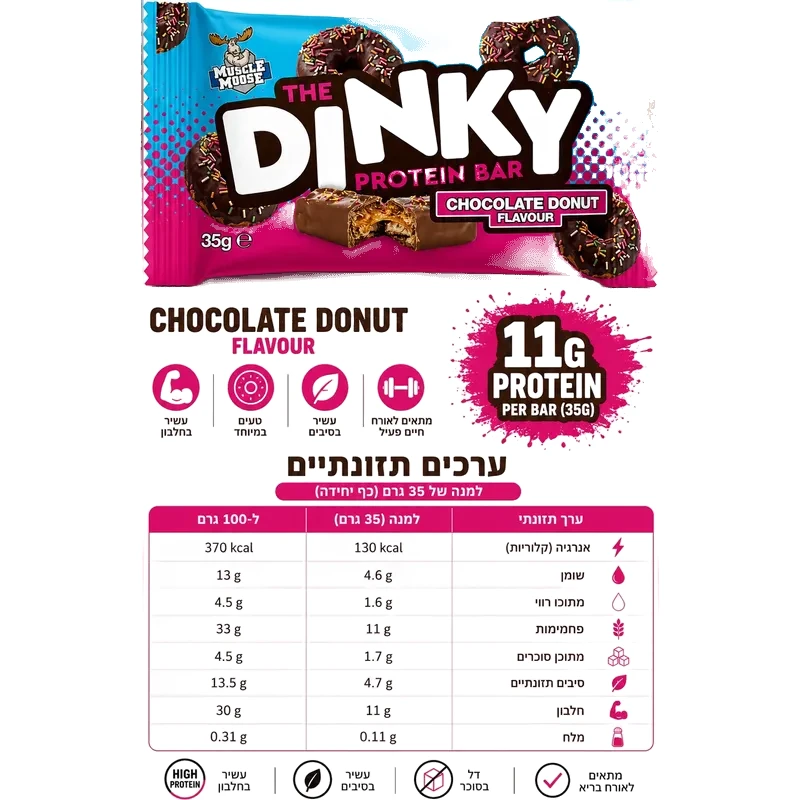 MUSCLE
MOOSE
THE
DINKY
PROTEIN BAR
CHOCOLATE DONUT
FLAVOUR
35g ℮
CHOCOLATE DONUT
FLAVOUR
11G
PROTEIN
PER BAR (35G)
עשיר
בחלבון
טעים
במיוחד
עשיר
בסיבים
מתאים לאורח
חיים פעיל
ערכים תזונתיים
למנה של 35 גרם (כף יחידה)
ערך תזונתי למנה (35 גרם) ל-100 גרם
אנרגיה (קלוריות) 130 kcal 370 kcal
שומן 4.6 g 13 g
מתוכו רווי 1.6 g 4.5 g
פחמימות 11 g 33 g
מתוכן סוכרים 1.7 g 4.5 g
סיבים תזונתיים 4.7 g 13.5 g
חלבון 11 g 30 g
מלח 0.11 g 0.31 g
HIGH
PROTEIN
עשיר
בחלבון
עשיר
בסיבים
דל
בסוכר
מתאים
לאורח בריא